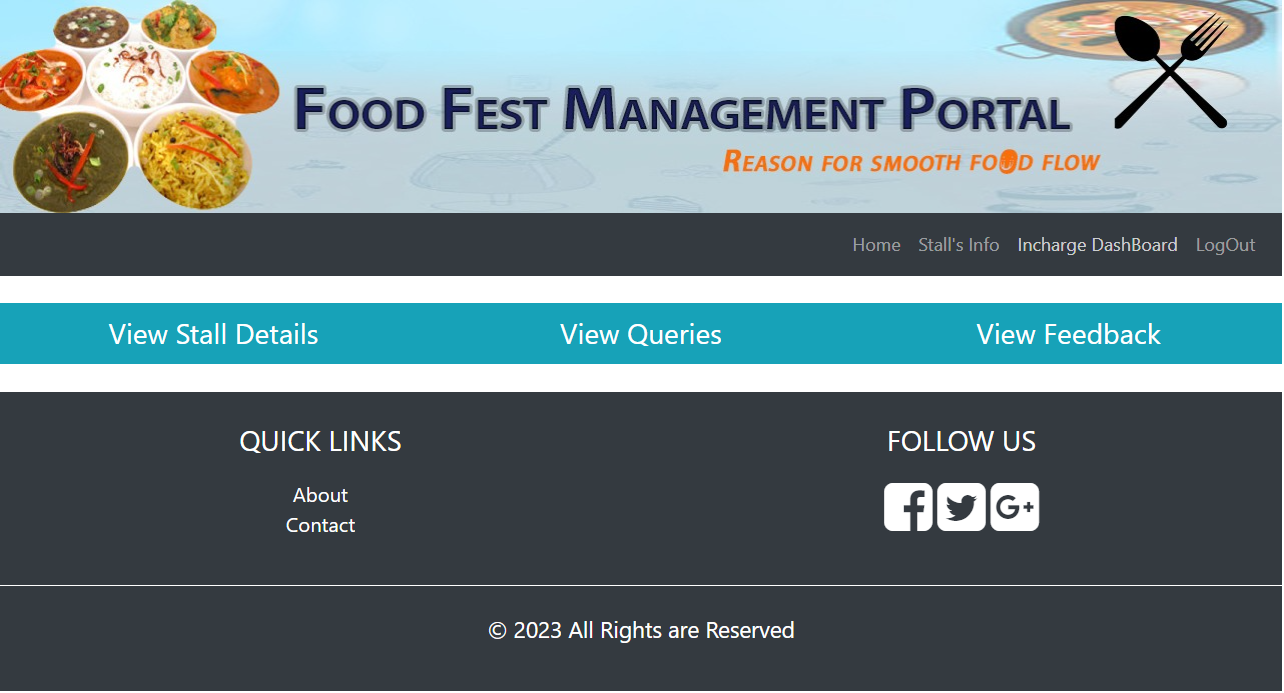 Food Fest Management Portal
Reason for smooth food flow
Home Stall's Info Incharge DashBoard LogOut
View Stall Details View Queries View Feedback
QUICK LINKS FOLLOW US
About
Contact
© 2023 All Rights are Reserved